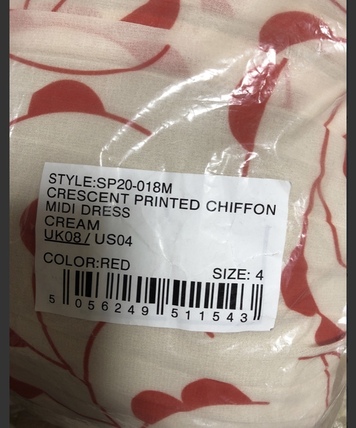 STYLE:SP20-018M
CRESCENT PRINTED CHIFFON
MIDI DRESS
CREAM
UK08 / US04
COLOR:RED SIZE: 4
5 056249 511543